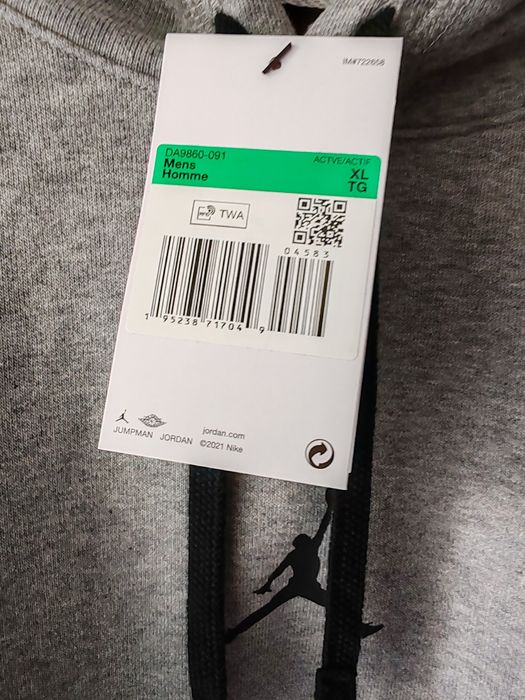 IM#722658
DA9860-091 ACTVE/ACTIF
Mens XL
Homme TG
TWA
04583
1 95238 71704 9
JUMPMAN JORDAN
jordan.com
©2021 Nike